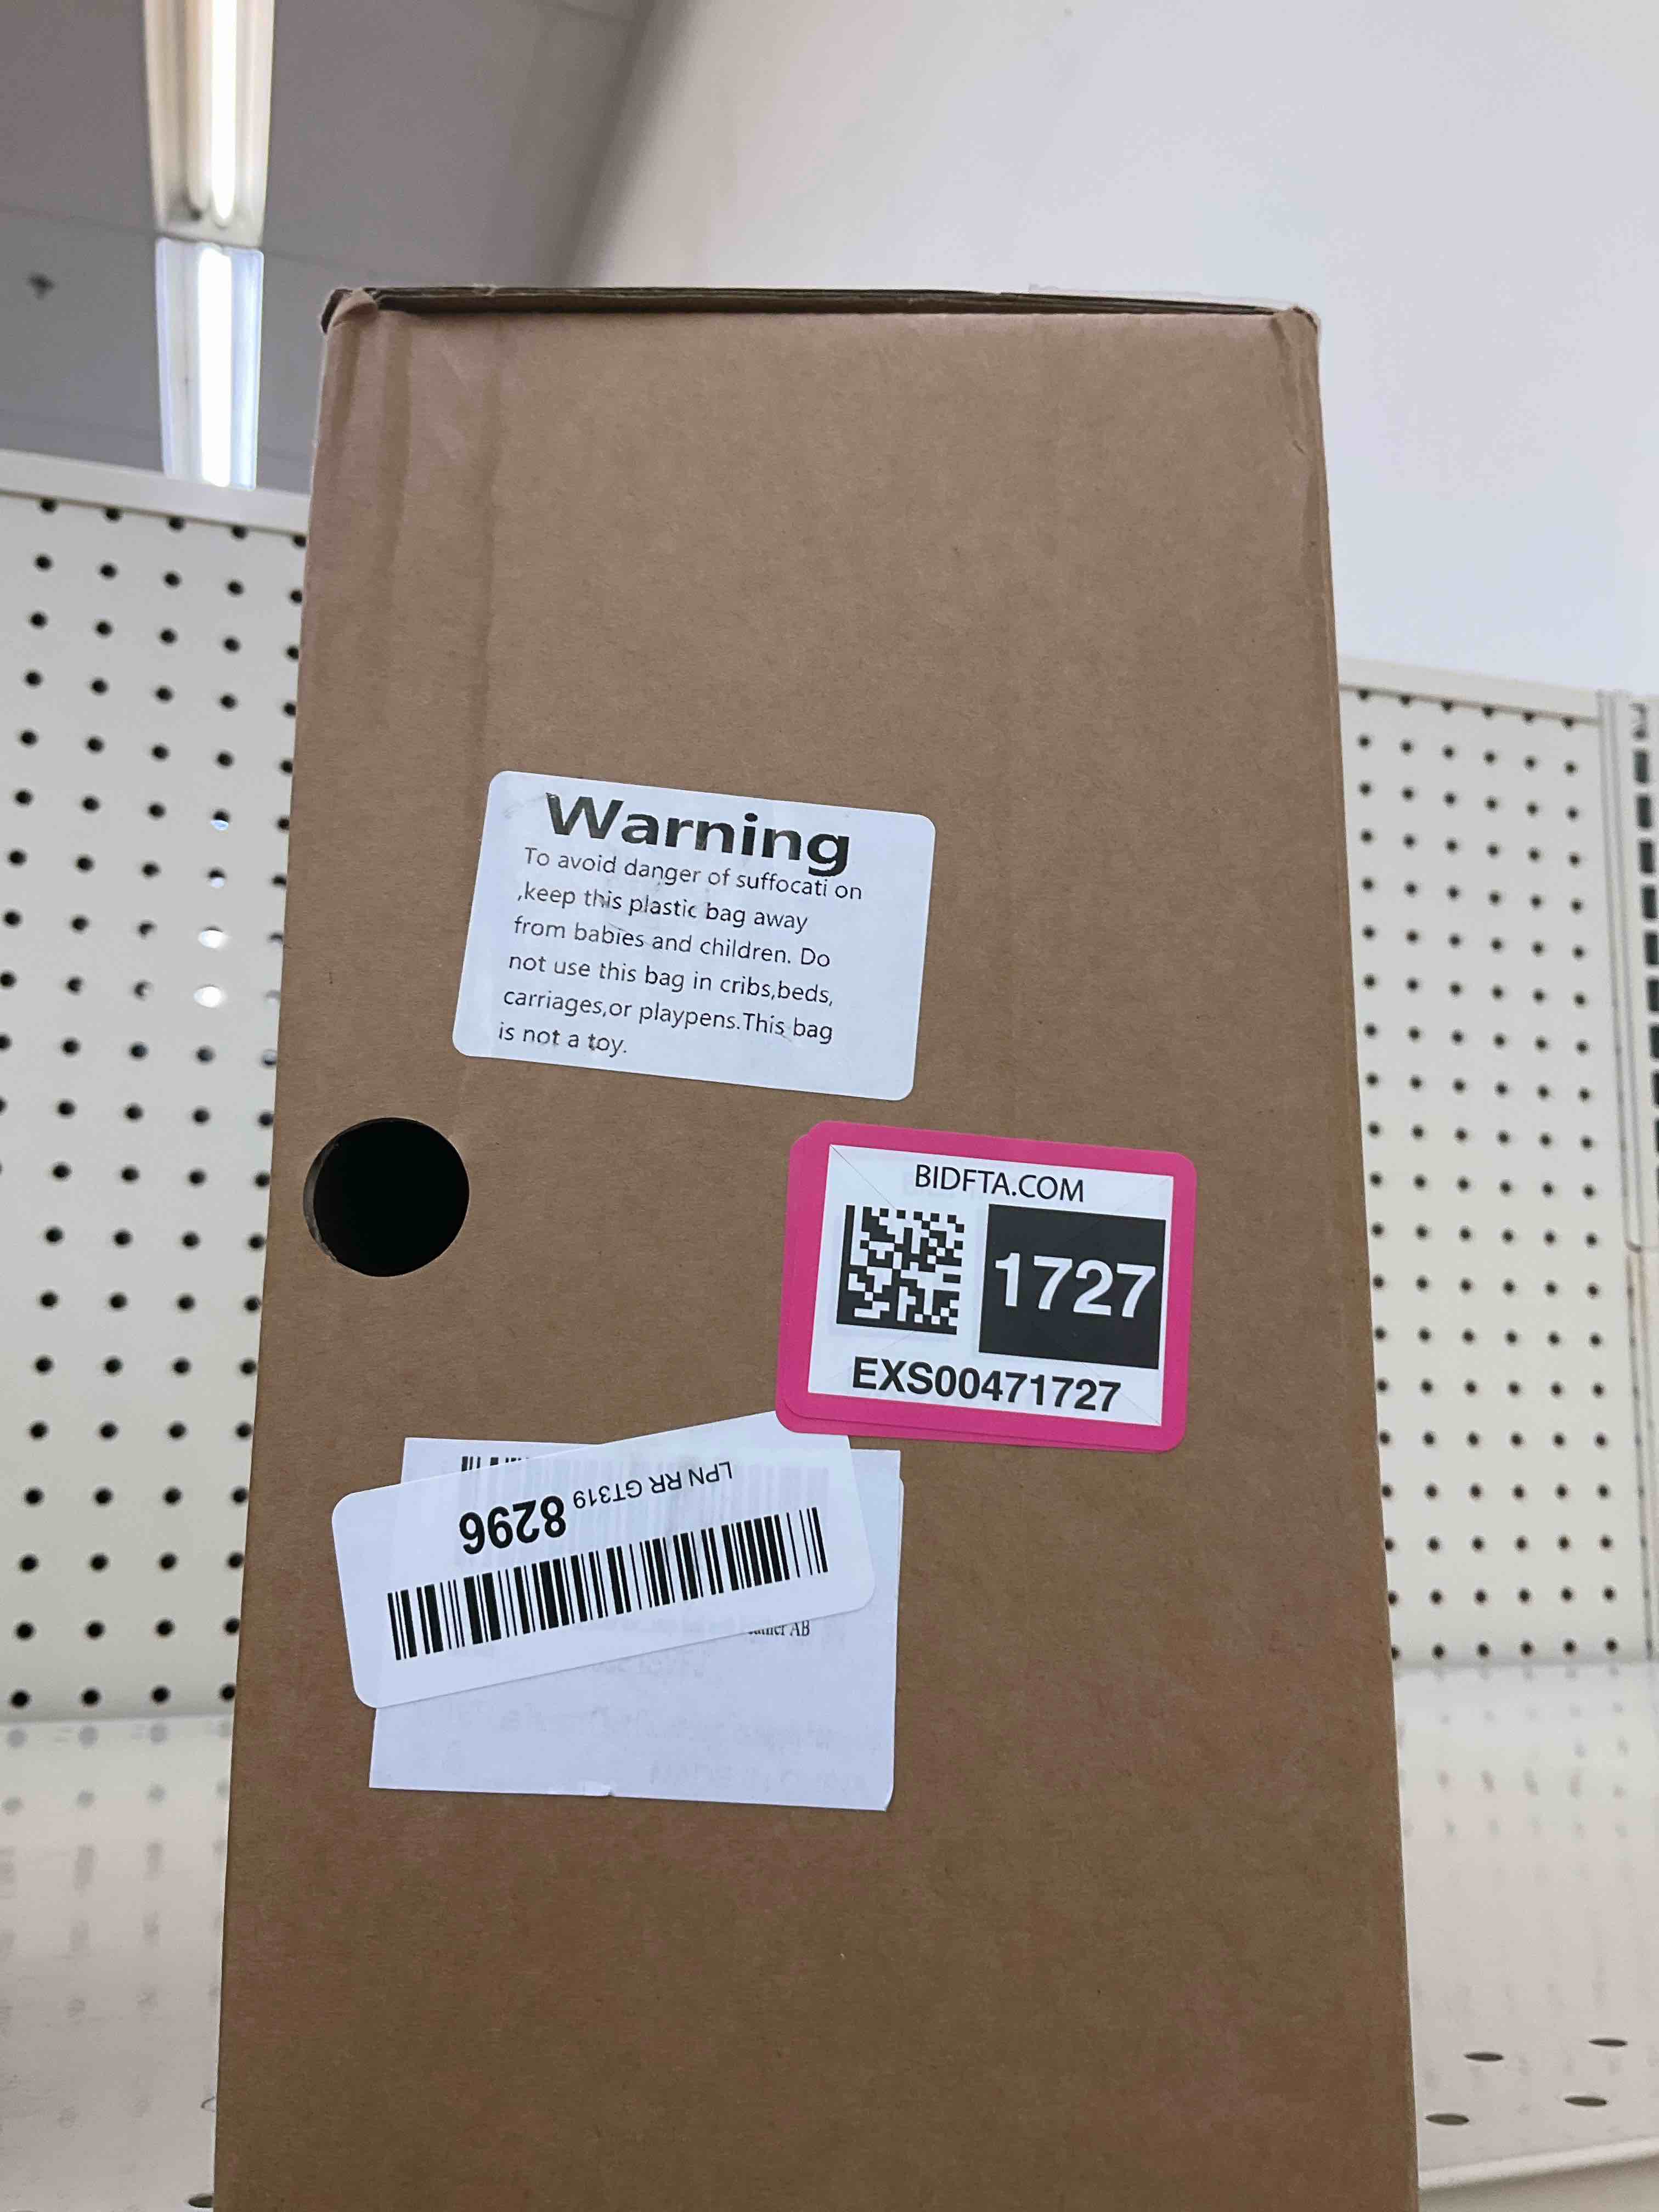 Warning
To avoid danger of suffocati on
,keep this plastic bag away
from babies and children. Do
not use this bag in cribs,beds,
carriages,or playpens.This bag
is not a toy.
BIDFTA.COM
1727
EXS00471727
LPN RR GT319 8296
AB